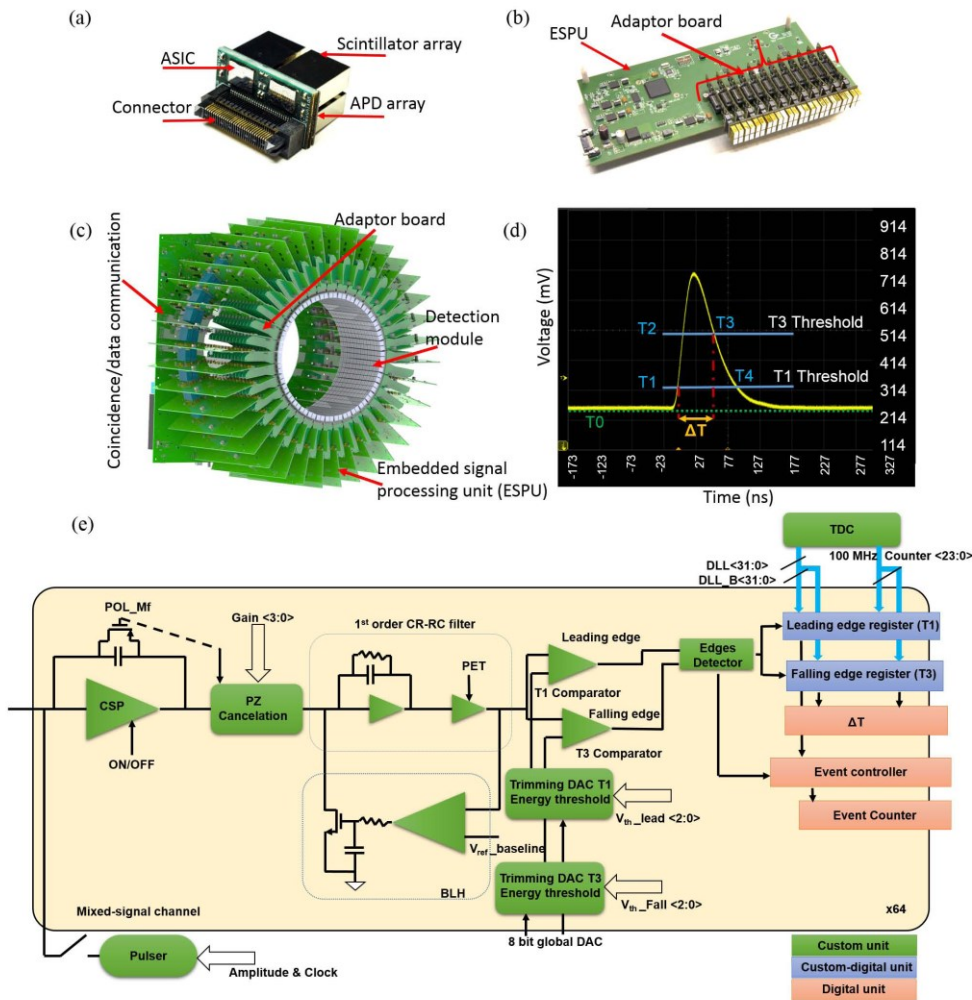 (a)
Scintillator array
ASIC
Connector
APD array
(b)
ESPU
Adaptor board
(c)
Adaptor board
Coincidence/data communication
Detection
module
Embedded signal
processing unit (ESPU)
(d)
Voltage (mV)
914
814
714
614
514
414
314
214
114
T2
T3
T3 Threshold
T1
T4
T1 Threshold
T0
ΔT
-173
-123
-73
-23
27
77
127
177
227
277
327
Time (ns)
(e)
TDC
DLL<31:0>
DLL_B<31:0>
100 MHz Counter <23:0>
POL_Mf
Gain <3:0>
1st order CR-RC filter
Leading edge
Edges
Detector
Leading edge register (T1)
CSP
PZ
Cancelation
PET
T1 Comparator
Falling edge
Falling edge register (T3)
T3 Comparator
ΔT
ON/OFF
Trimming DAC T1
Energy threshold
Event controller
Vth_lead <2:0>
Event Counter
Vref_baseline
BLH
Trimming DAC T3
Energy threshold
Vth_Fall <2:0>
x64
Mixed-signal channel
8 bit global DAC
Pulser
Amplitude & Clock
Custom unit
Custom-digital unit
Digital unit